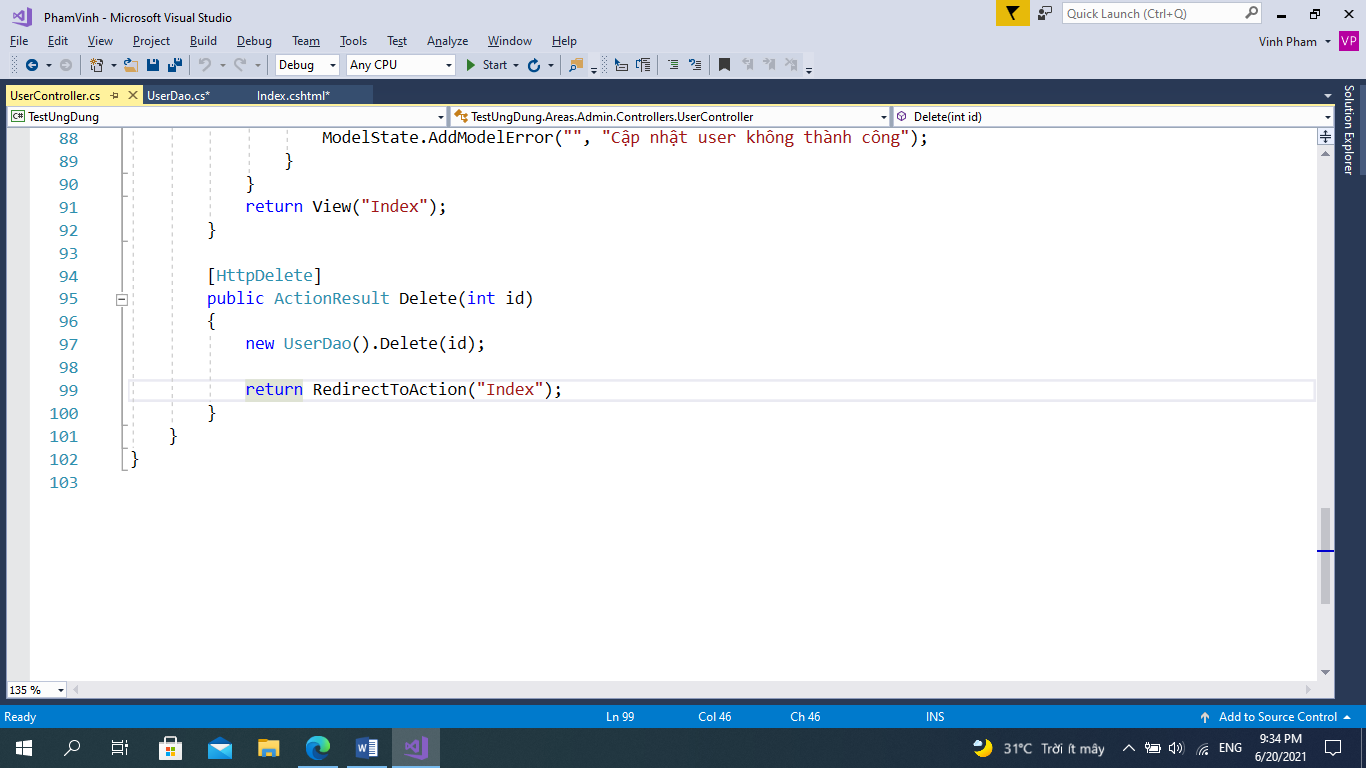 PhamVinh - Microsoft Visual Studio
Quick Launch (Ctrl+Q)
File Edit View Project Build Debug Team Tools Test Analyze Window Help
Vinh Pham VP
Debug Any CPU Start
UserController.cs UserDao.cs* Index.cshtml*
Solution Explorer
C# TestUngDung TestUngDung.Areas.Admin.Controllers.UserController Delete(int id)
88 ModelState.AddModelError("", "Cập nhật user không thành công");
89 }
90 }
91 return View("Index");
92 }
93
94 [HttpDelete]
95 public ActionResult Delete(int id)
96 {
97 new UserDao().Delete(id);
98
99 return RedirectToAction("Index");
100 }
101 }
102 }
103
135 %
Ready Ln 99 Col 46 Ch 46 INS Add to Source Control
31°C Trời ít mây ENG 9:34 PM
6/20/2021